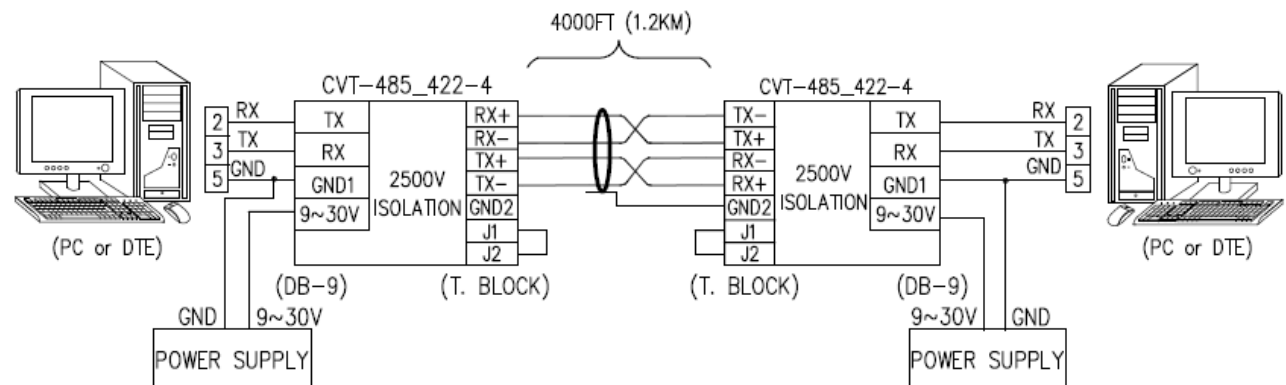 4000FT (1.2KM)
CVT-485_422-4
CVT-485_422-4
2 RX TX RX+
3 TX RX RX-
5 GND GND1 TX+
9~30V TX-
2500V ISOLATION GND2
J1
J2
TX- TX RX 2
TX+ RX TX 3
RX- GND1 GND 5
RX+ 9~30V
GND2 2500V ISOLATION
J1
J2
(PC or DTE)
(PC or DTE)
(DB-9) (T. BLOCK)
(T. BLOCK) (DB-9)
GND 9~30V
9~30V GND
POWER SUPPLY
POWER SUPPLY